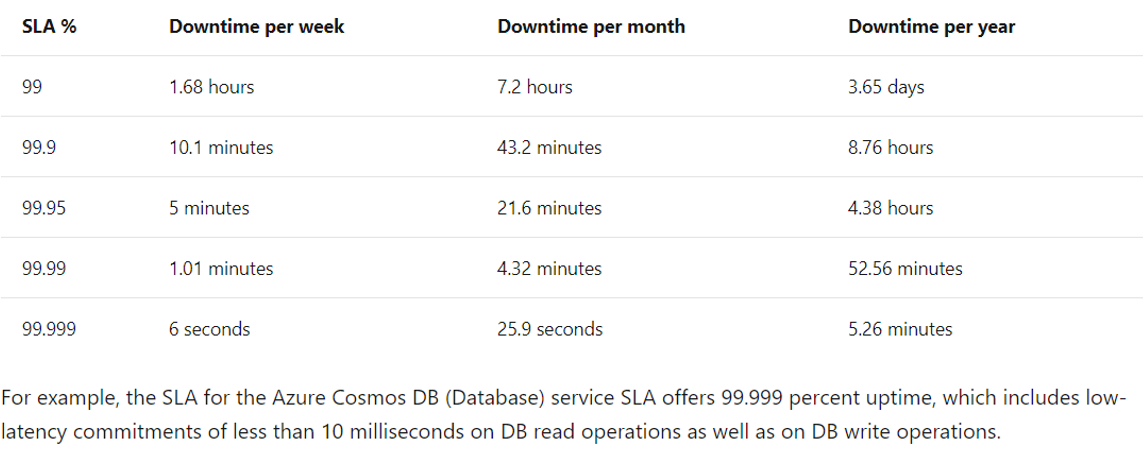 SLA % Downtime per week Downtime per month Downtime per year
99 1.68 hours 7.2 hours 3.65 days
99.9 10.1 minutes 43.2 minutes 8.76 hours
99.95 5 minutes 21.6 minutes 4.38 hours
99.99 1.01 minutes 4.32 minutes 52.56 minutes
99.999 6 seconds 25.9 seconds 5.26 minutes
For example, the SLA for the Azure Cosmos DB (Database) service SLA offers 99.999 percent uptime, which includes low-
latency commitments of less than 10 milliseconds on DB read operations as well as on DB write operations.